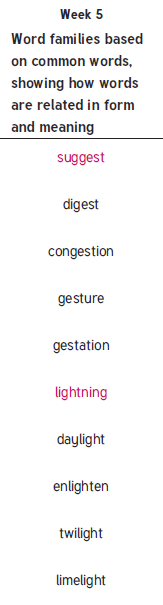 Week 5
Word families based
on common words,
showing how words
are related in form
and meaning
suggest
digest
congestion
gesture
gestation
lightning
daylight
enlighten
twilight
limelight